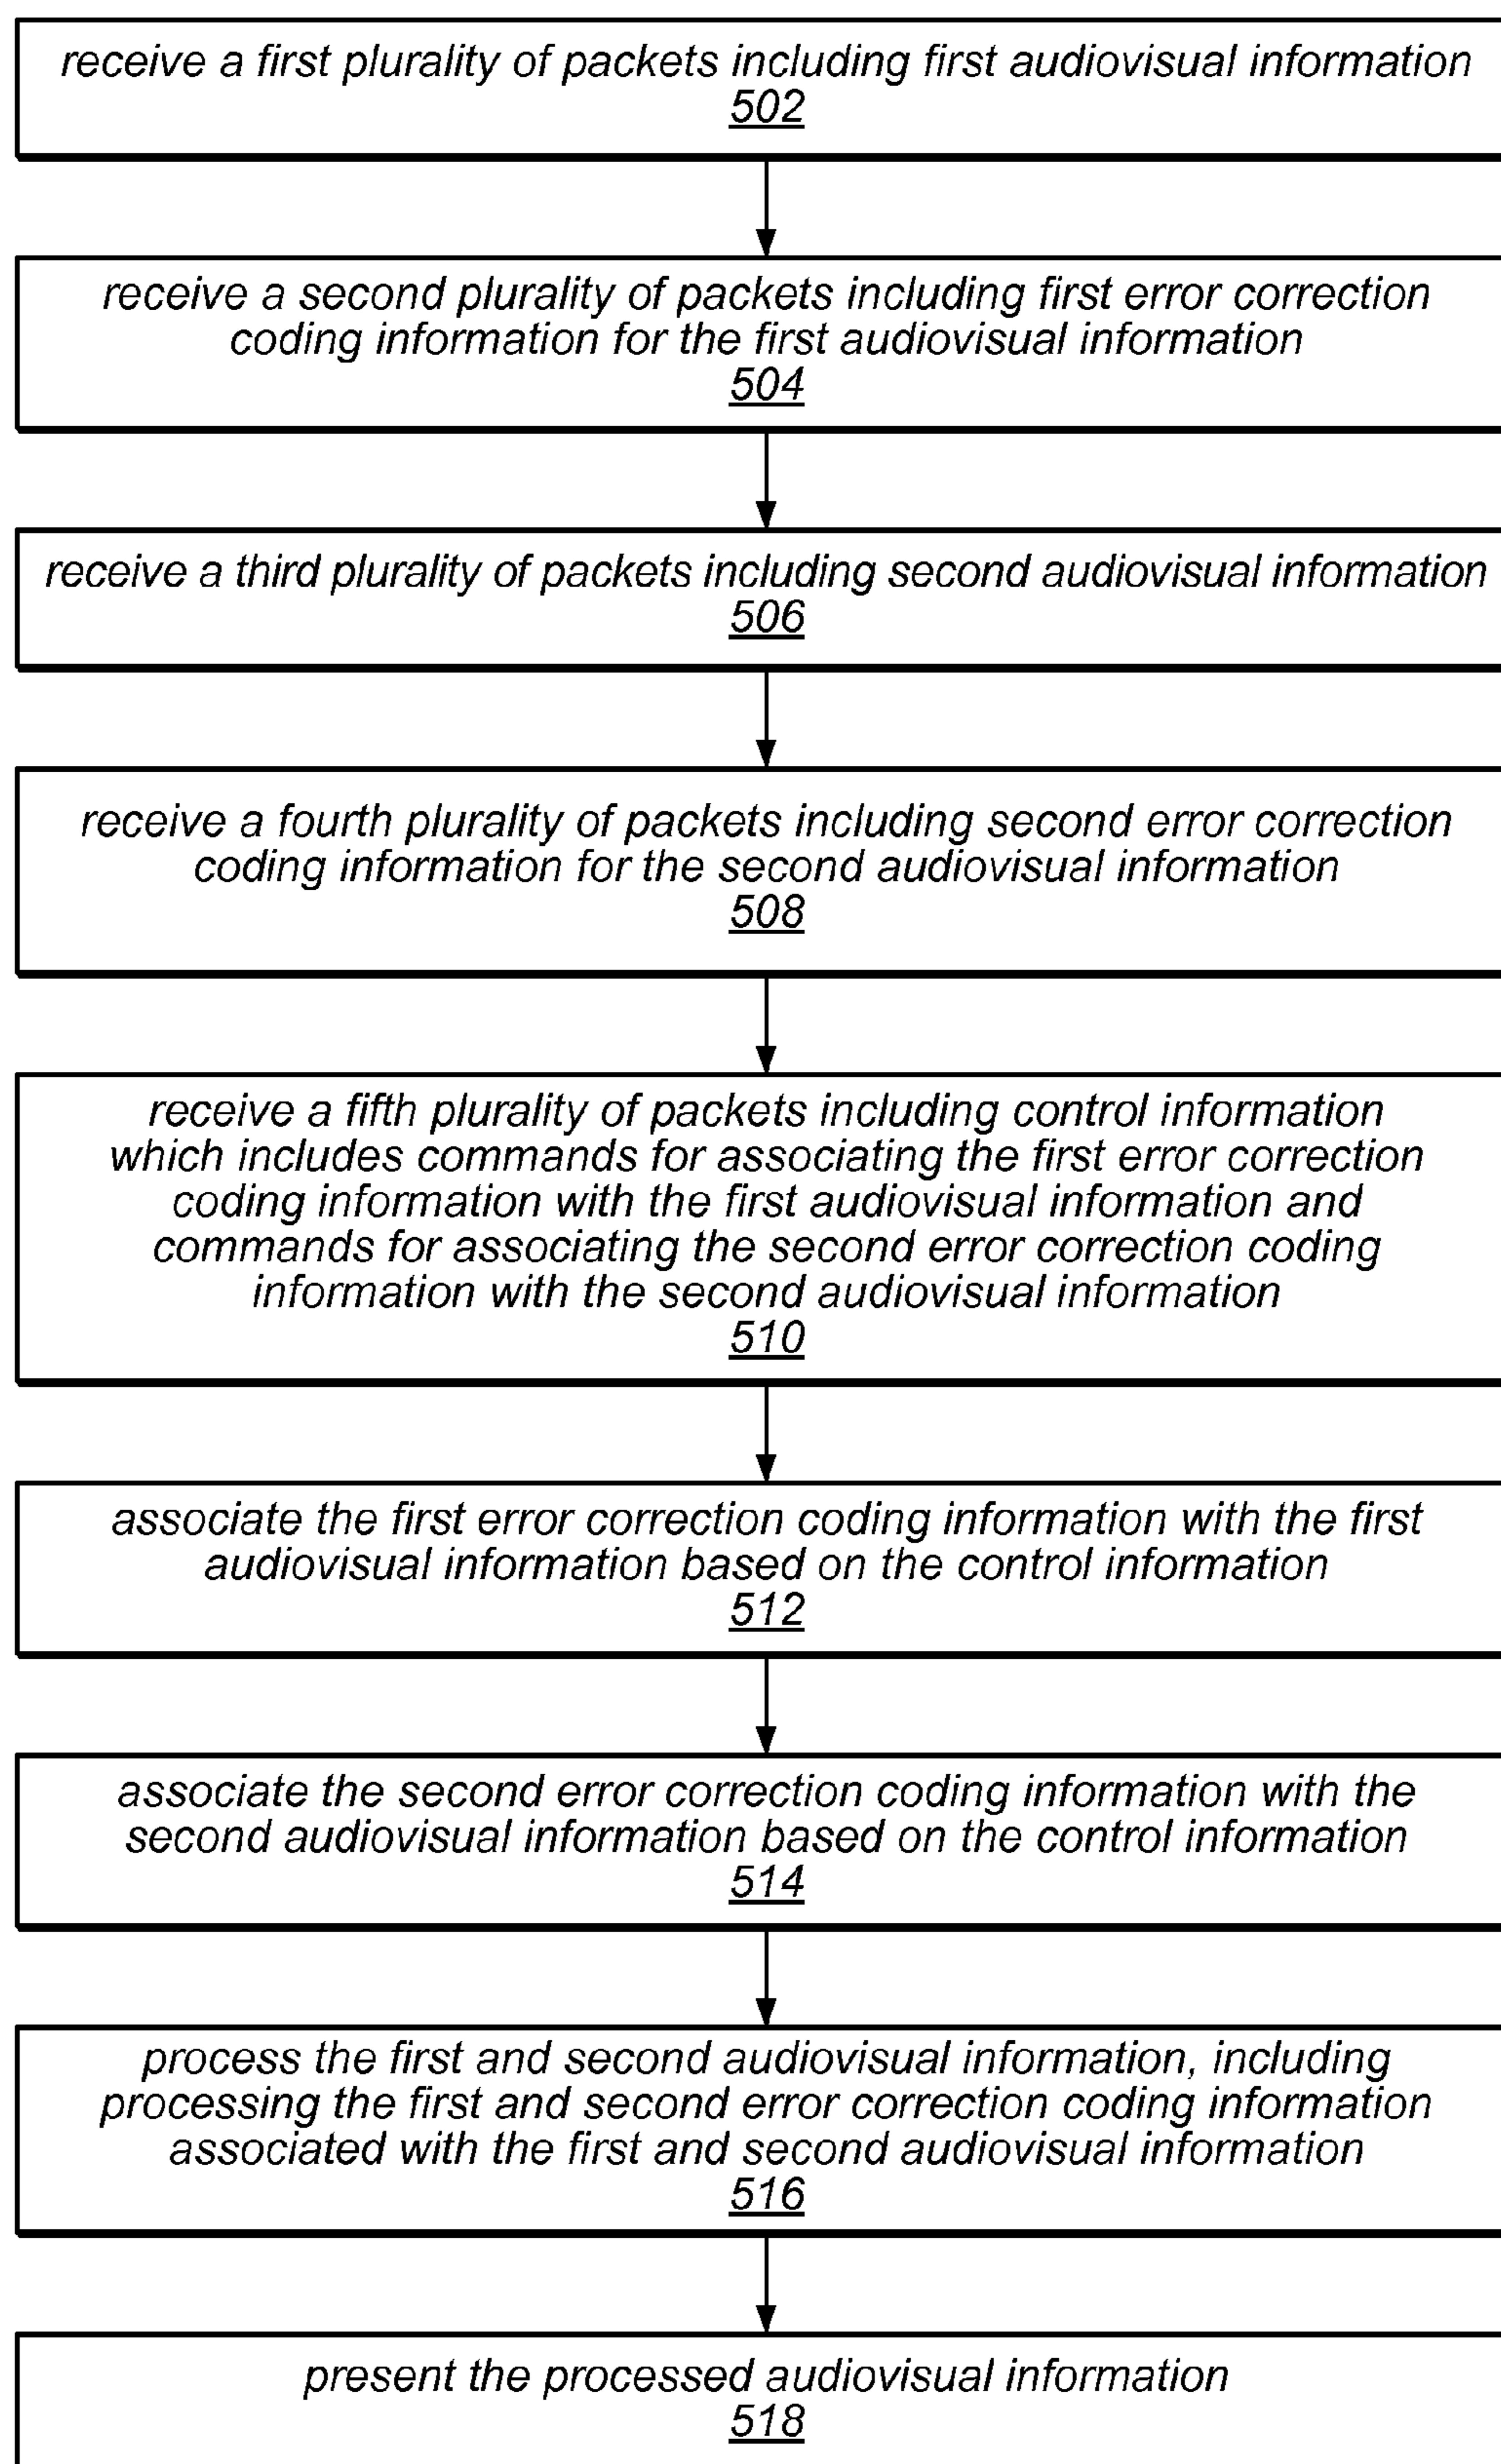 receive a first plurality of packets including first audiovisual information
502
receive a second plurality of packets including first error correction
coding information for the first audiovisual information
504
receive a third plurality of packets including second audiovisual information
506
receive a fourth plurality of packets including second error correction
coding information for the second audiovisual information
508
receive a fifth plurality of packets including control information
which includes commands for associating the first error correction
coding information with the first audiovisual information and
commands for associating the second error correction coding
information with the second audiovisual information
510
associate the first error correction coding information with the first
audiovisual information based on the control information
512
associate the second error correction coding information with the
second audiovisual information based on the control information
514
process the first and second audiovisual information, including
processing the first and second error correction coding information
associated with the first and second audiovisual information
516
present the processed audiovisual information
518